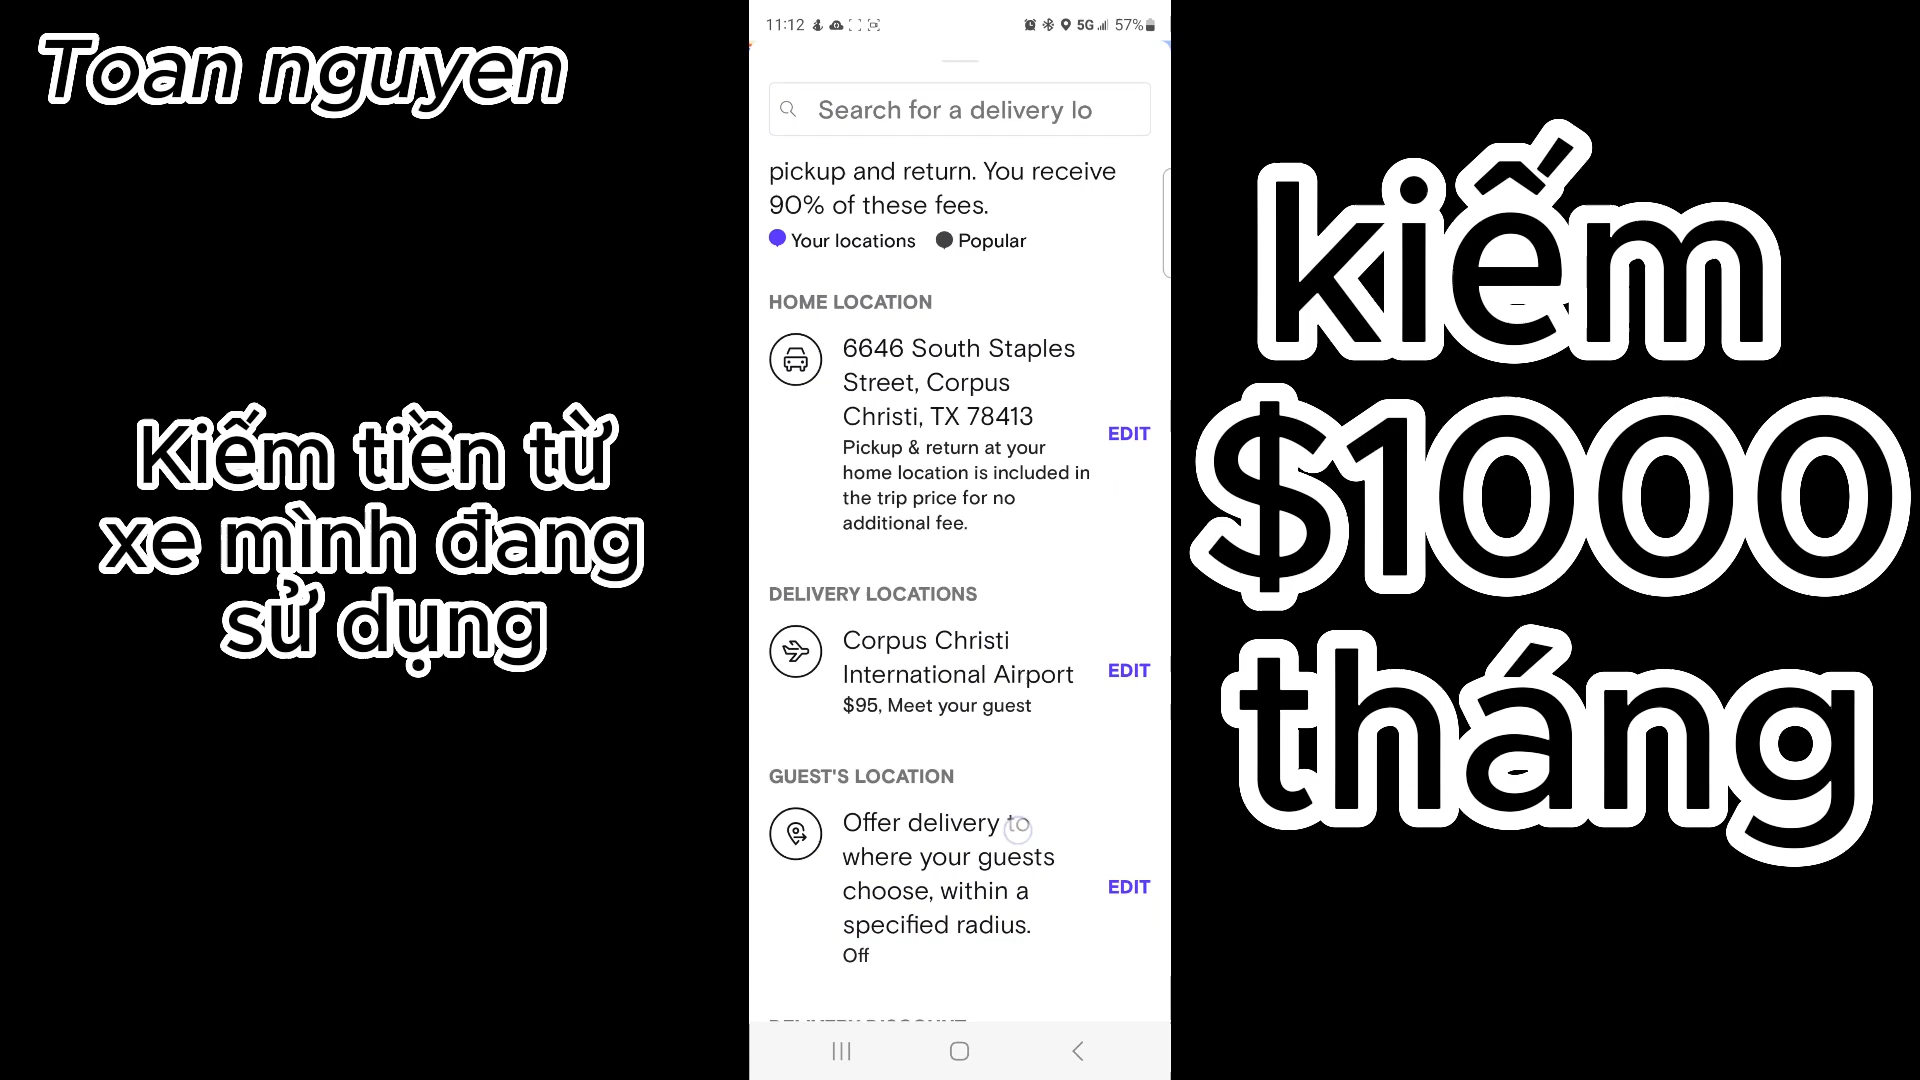 Toan nguyen
Kiếm tiền từ
xe mình đang
sử dụng
11:12
5G 57%
Search for a delivery lo
pickup and return. You receive
90% of these fees.
Your locations Popular
HOME LOCATION
6646 South Staples
Street, Corpus
Christi, TX 78413
EDIT
Pickup & return at your
home location is included in
the trip price for no
additional fee.
DELIVERY LOCATIONS
Corpus Christi
International Airport
EDIT
$95, Meet your guest
GUEST'S LOCATION
Offer delivery to
where your guests
choose, within a
specified radius.
EDIT
Off
kiếm
$1000
tháng